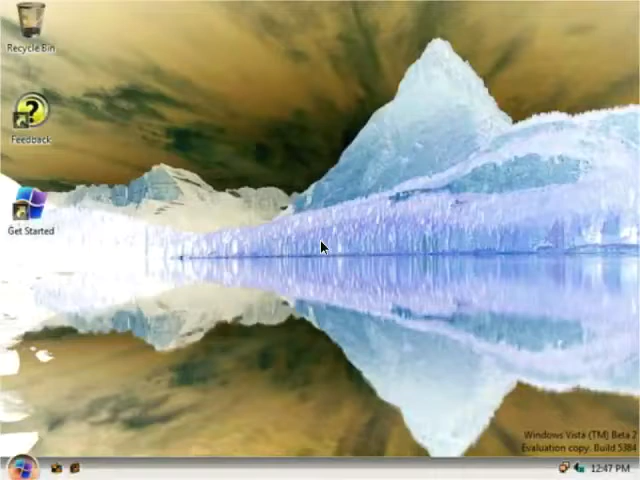 Recycle Bin
Feedback
Get Started
Windows Vista (TM) Beta 2
Evaluation copy. Build 5384
12:47 PM